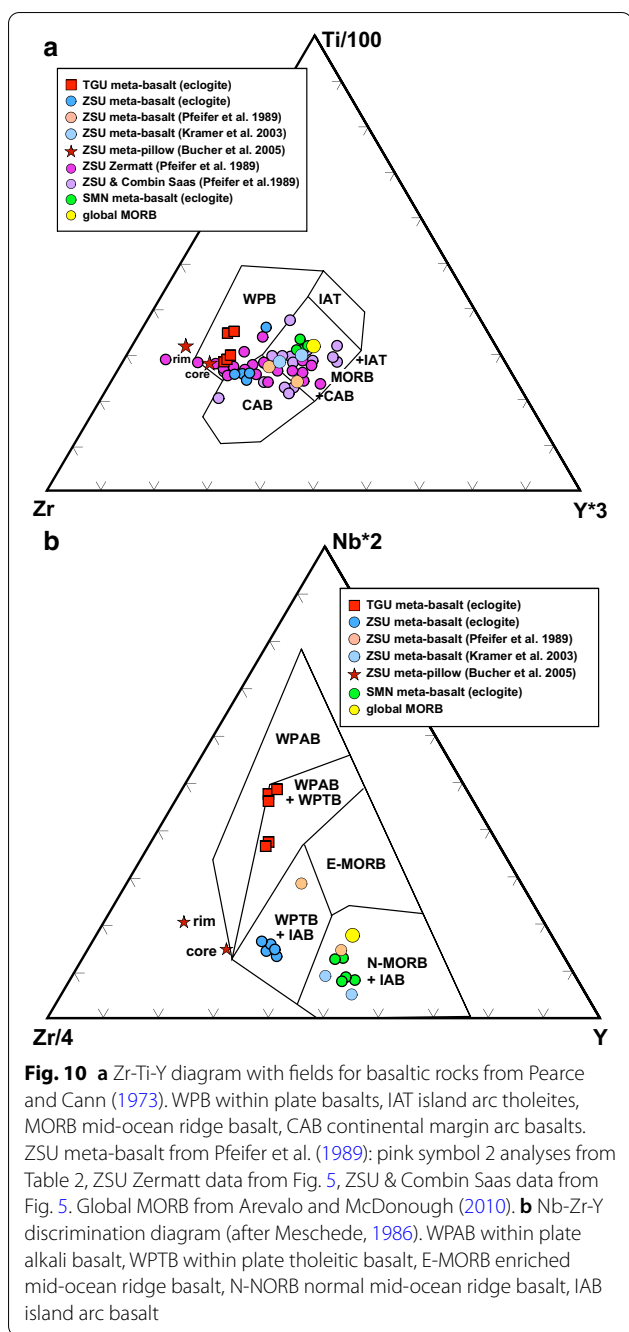 a
Ti/100
TGU meta-basalt (eclogite)
ZSU meta-basalt (eclogite)
ZSU meta-basalt (Pfeifer et al. 1989)
ZSU meta-basalt (Kramer et al. 2003)
ZSU meta-pillow (Bucher et al. 2005)
ZSU Zermatt (Pfeifer et al. 1989)
ZSU & Combin Saas (Pfeifer et al.1989)
SMN meta-basalt (eclogite)
global MORB
WPB
IAT
rim
core
+IAT
MORB
+CAB
CAB
Zr
Y*3
b
Nb*2
TGU meta-basalt (eclogite)
ZSU meta-basalt (eclogite)
ZSU meta-basalt (Pfeifer et al. 1989)
ZSU meta-basalt (Kramer et al. 2003)
ZSU meta-pillow (Bucher et al. 2005)
SMN meta-basalt (eclogite)
global MORB
WPAB
WPAB
+ WPTB
E-MORB
rim
core
WPTB
+ IAB
N-MORB
+ IAB
Zr/4
Y
Fig. 10 a Zr-Ti-Y diagram with fields for basaltic rocks from Pearce
and Cann (1973). WPB within plate basalts, IAT island arc tholeites,
MORB mid-ocean ridge basalt, CAB continental margin arc basalts.
ZSU meta-basalt from Pfeifer et al. (1989): pink symbol 2 analyses from
Table 2, ZSU Zermatt data from Fig. 5, ZSU & Combin Saas data from
Fig. 5. Global MORB from Arevalo and McDonough (2010). b Nb-Zr-Y
discrimination diagram (after Meschede, 1986). WPAB within plate
alkali basalt, WPTB within plate tholeitic basalt, E-MORB enriched
mid-ocean ridge basalt, N-NORB normal mid-ocean ridge basalt, IAB
island arc basalt